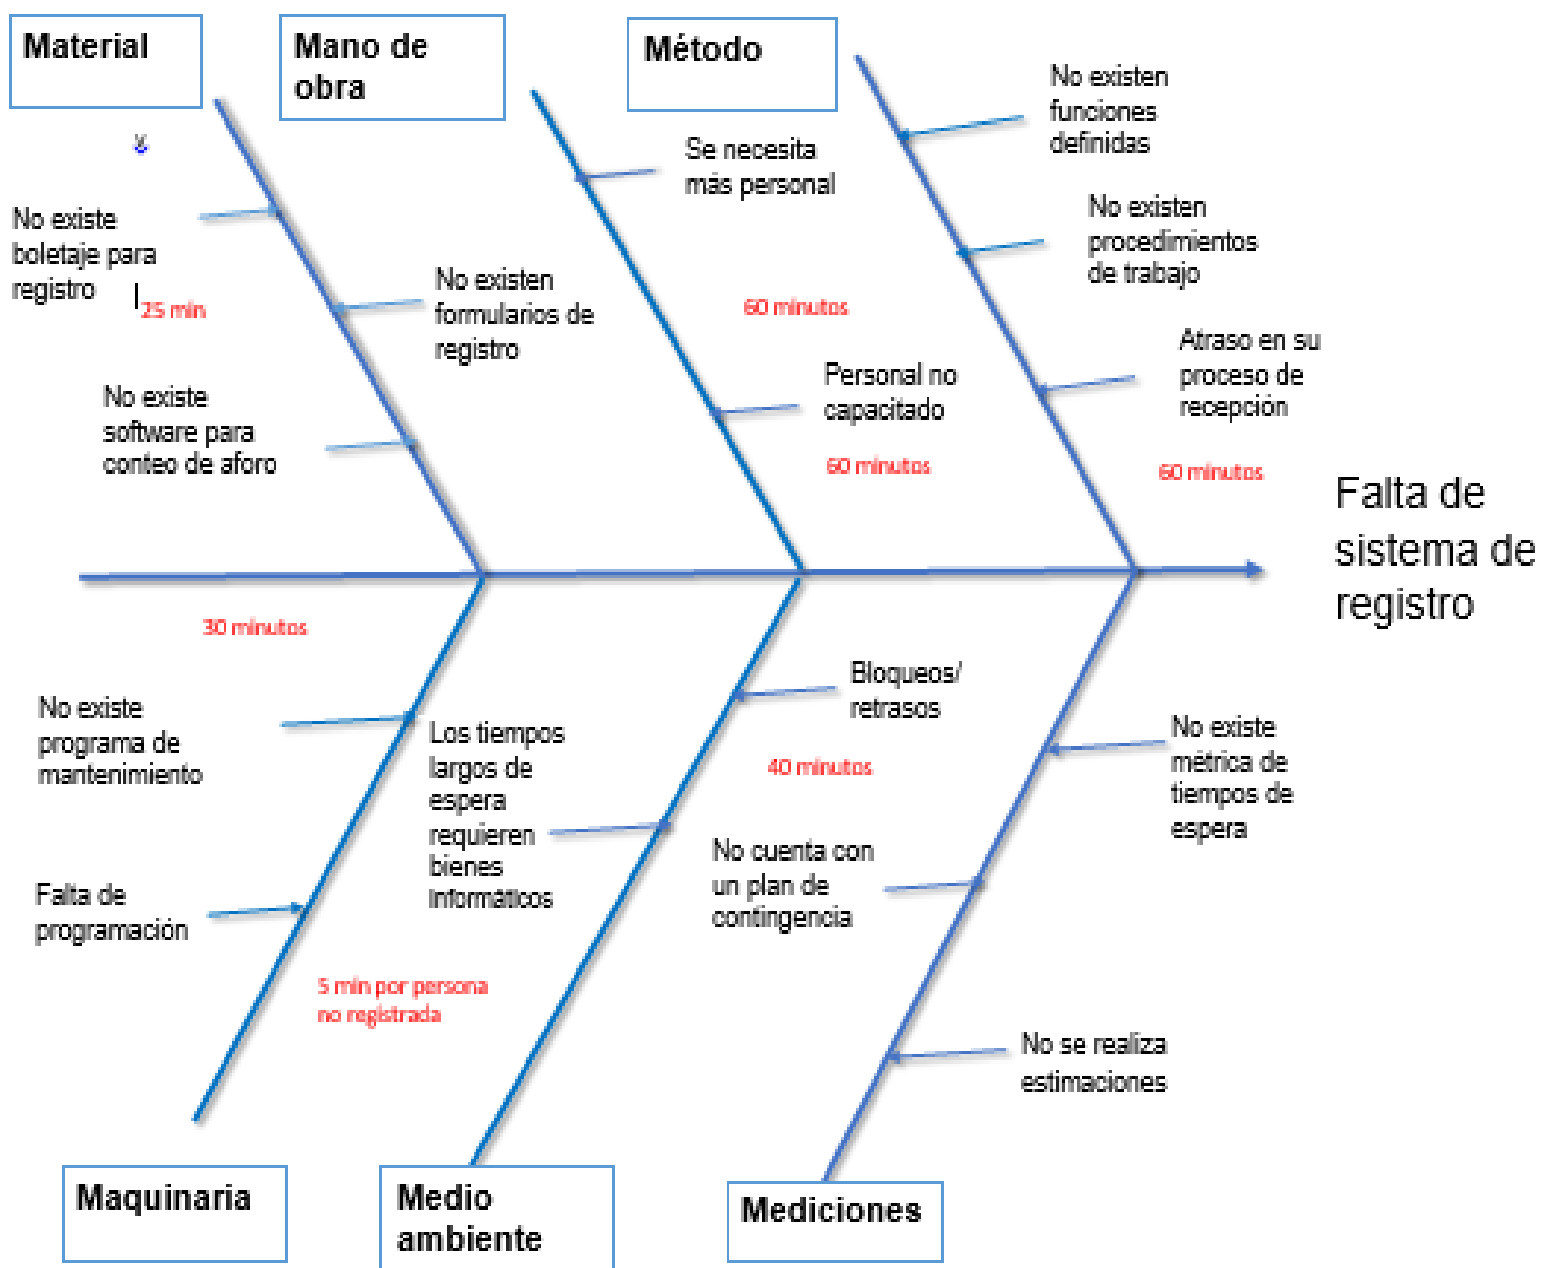 Material
Mano de
obra
Método
No existen
funciones
definidas
Se necesita
más personal
No existe
boletaje para
registro
25 min
No existen
procedimientos
de trabajo
No existen
formularios de
registro
60 minutos
Atraso en su
proceso de
recepción
Personal no
capacitado
No existe
software para
conteo de aforo
60 minutos
60 minutos
Falta de
sistema de
registro
30 minutos
No existe
programa de
mantenimiento
Los tiempos
largos de
espera
requieren
bienes
informáticos
Bloqueos/
retrasos
40 minutos
No existe
métrica de
tiempos de
espera
No cuenta con
un plan de
contingencia
Falta de
programación
5 min por persona
no registrada
No se realiza
estimaciones
Maquinaria
Medio
ambiente
Mediciones